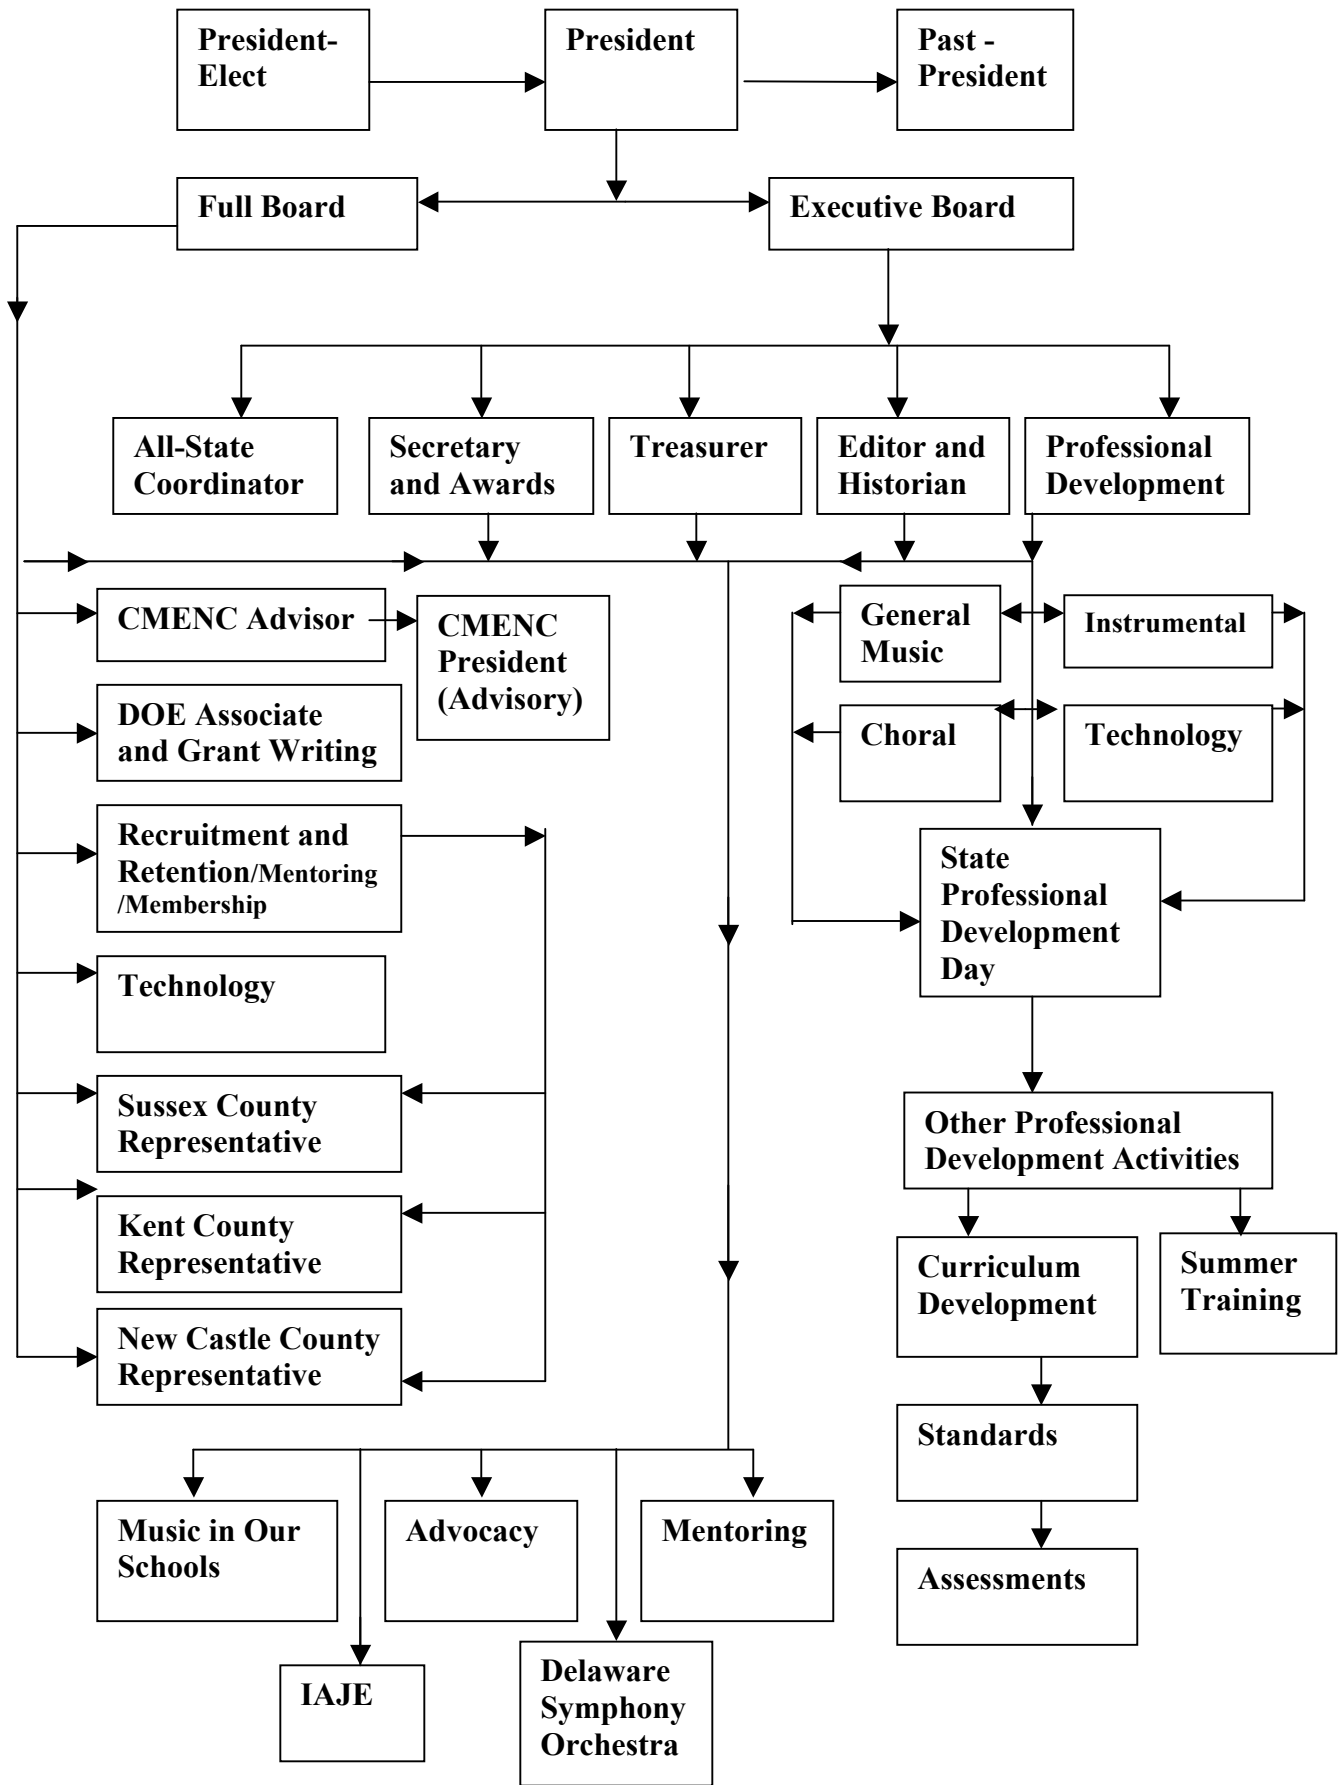 President-
Elect
President
Past -
President
Full Board
Executive Board
All-State
Coordinator
Secretary
and Awards
Treasurer
Editor and
Historian
Professional
Development
CMENC Advisor
CMENC
President
(Advisory)
General
Music
Instrumental
DOE Associate
and Grant Writing
Choral
Technology
Recruitment and
Retention/Mentoring
/Membership
State
Professional
Development
Day
Technology
Sussex County
Representative
Other Professional
Development Activities
Kent County
Representative
Curriculum
Development
Summer
Training
New Castle County
Representative
Standards
Music in Our
Schools
Advocacy
Mentoring
Assessments
IAJE
Delaware
Symphony
Orchestra